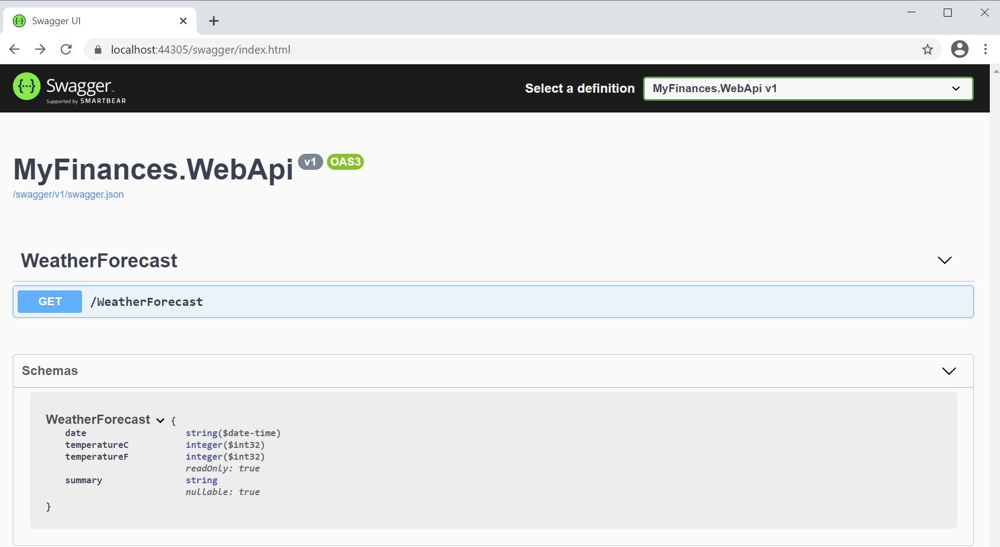 Swagger UI
localhost:44305/swagger/index.html
{···} Swagger™
Supported by SMARTBEAR
Select a definition
MyFinances.WebApi v1
MyFinances.WebApi v1 OAS3
/swagger/v1/swagger.json
WeatherForecast
GET /WeatherForecast
Schemas
WeatherForecast {
date string($date-time)
temperatureC integer($int32)
temperatureF integer($int32)
readOnly: true
summary string
nullable: true
}